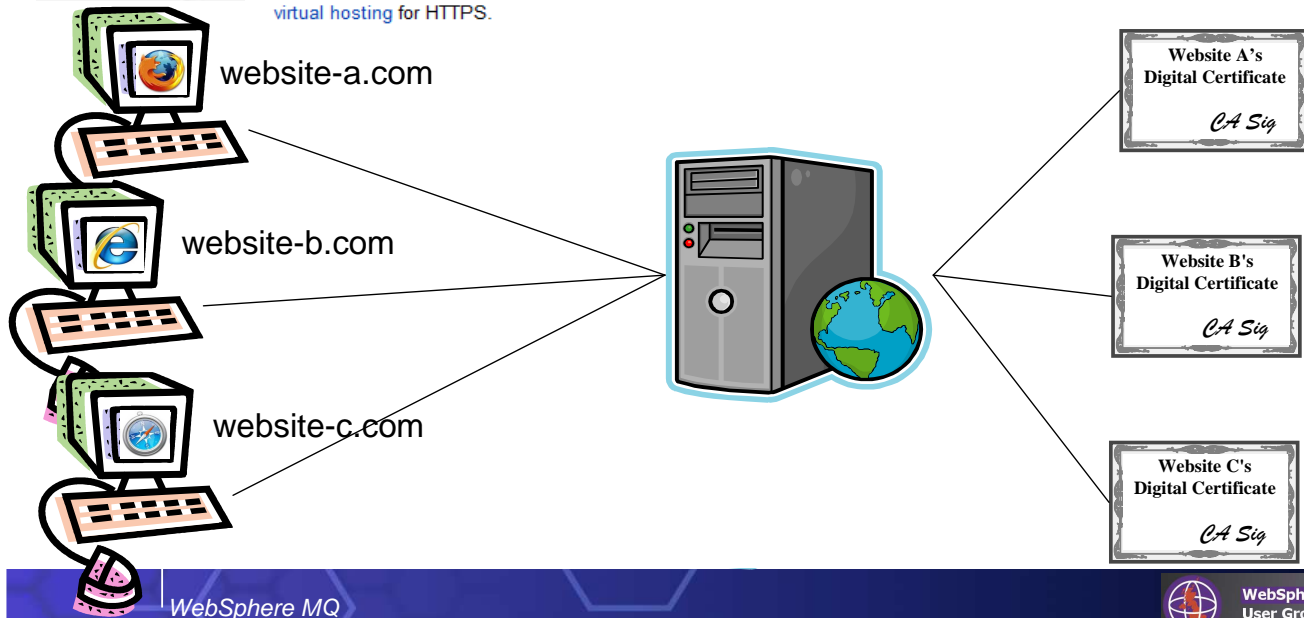 virtual hosting for HTTPS.
website-a.com
website-b.com
website-c.com
Website A's
Digital Certificate
CA Sig
Website B's
Digital Certificate
CA Sig
Website C's
Digital Certificate
CA Sig
WebSphere MQ
User